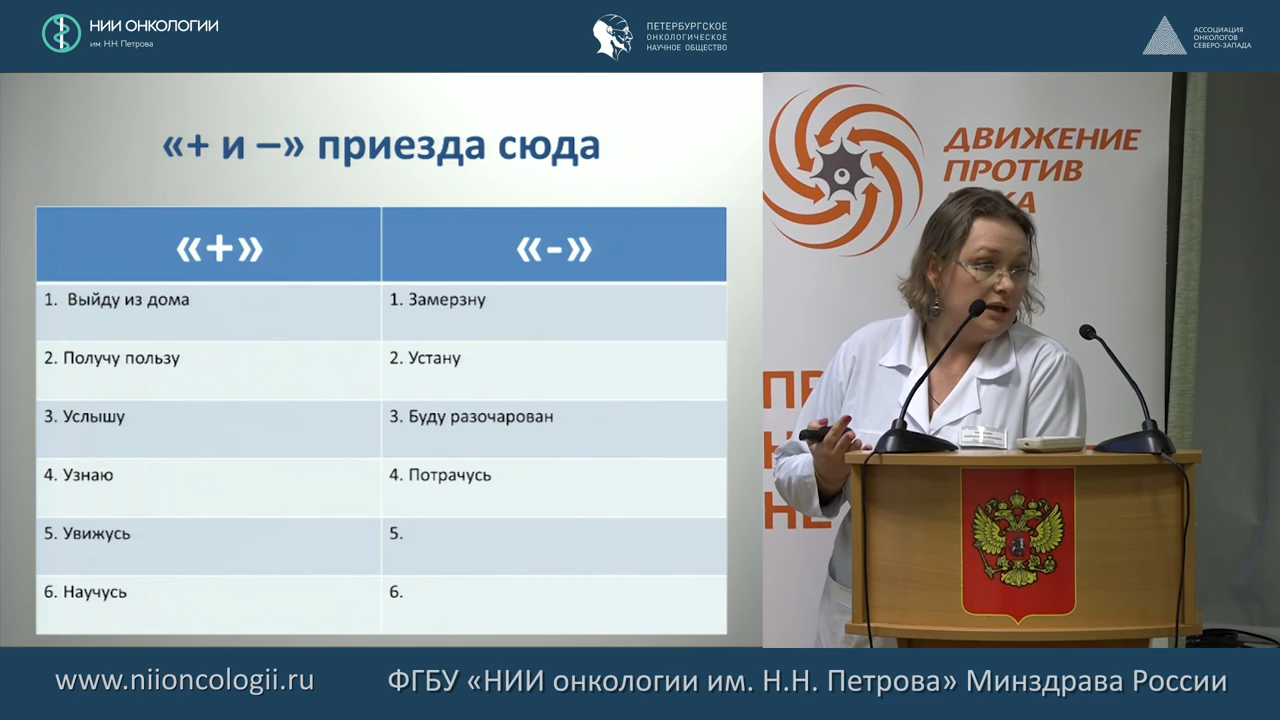 НИИ ОНКОЛОГИИ
им. Н.Н. Петрова
ПЕТЕРБУРГСКОЕ
ОНКОЛОГИЧЕСКОЕ
НАУЧНОЕ ОБЩЕСТВО
АССОЦИАЦИЯ
ОНКОЛОГОВ
СЕВЕРО-ЗАПАДА
«+ и –» приезда сюда
«+»
«-»
1. Выйду из дома
1. Замерзну
2. Получу пользу
2. Устану
3. Услышу
3. Буду разочарован
4. Узнаю
4. Потрачусь
5. Увижусь
5.
6. Научусь
6.
ДВИЖЕНИЕ
ПРОТИВ
www.niioncologii.ru
ФГБУ «НИИ онкологии им. Н.Н. Петрова» Минздрава России